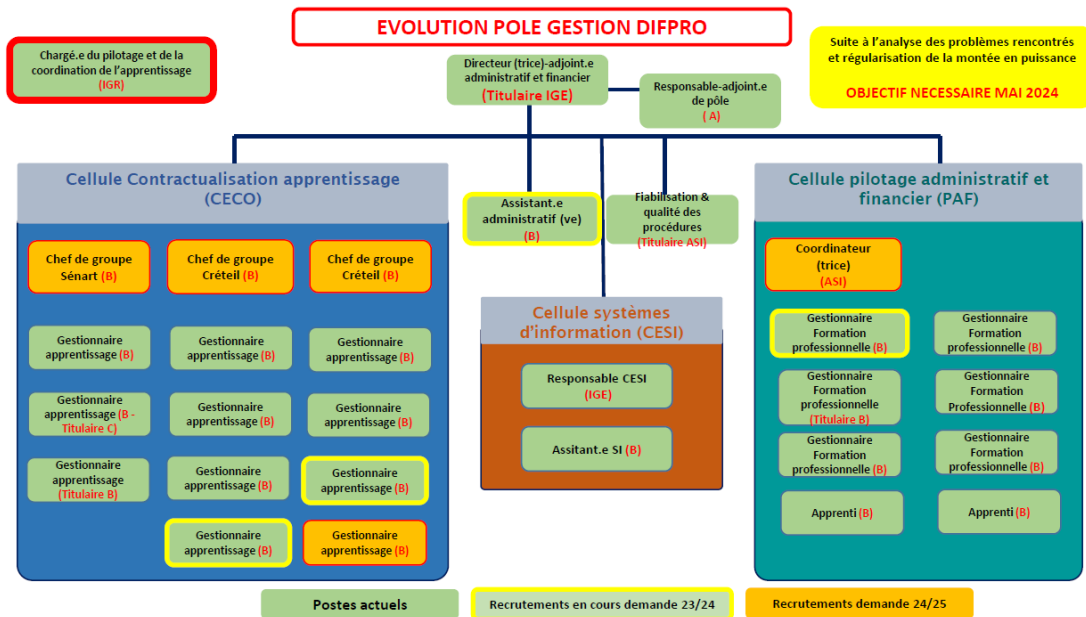 EVOLUTION POLE GESTION DIFPRO
Chargé.e du pilotage et de la
coordination de l'apprentissage
(IGR)
Suite à l'analyse des problèmes rencontrés
et régularisation de la montée en puissance
OBJECTIF NECESSAIRE MAI 2024
Directeur (trice)-adjoint.e
administratif et financier
(Titulaire IGE)
Responsable-adjoint.e
de pôle
( A)
Cellule Contractualisation apprentissage
(CECO)
Chef de groupe
Sénart (B)
Chef de groupe
Créteil (B)
Chef de groupe
Créteil (B)
Gestionnaire
apprentissage (B)
Gestionnaire
apprentissage (B)
Gestionnaire
apprentissage (B)
Gestionnaire
apprentissage (B -
Titulaire C)
Gestionnaire
apprentissage (B)
Gestionnaire
apprentissage (B)
Gestionnaire
apprentissage
(Titulaire B)
Gestionnaire
apprentissage (B)
Gestionnaire
apprentissage (B)
Gestionnaire
apprentissage (B)
Gestionnaire
apprentissage (B)
Assistant.e
administratif (ve)
(B)
Fiabilisation &
qualité des
procédures
(Titulaire ASI)
Cellule systèmes
d'information (CESI)
Responsable CESI
(IGE)
Assitant.e SI (B)
Cellule pilotage administratif et
financier (PAF)
Coordinateur
(trice)
(ASI)
Gestionnaire
Formation
professionnelle (B)
Gestionnaire
Formation
professionnelle (B)
Gestionnaire
Formation
professionnelle
(Titulaire B)
Gestionnaire
Formation
Professionnelle (B)
Gestionnaire
Formation
professionnelle (B)
Gestionnaire
Formation
professionnelle (B)
Apprenti (B)
Apprenti (B)
Postes actuels
Recrutements en cours demande 23/24
Recrutements demande 24/25